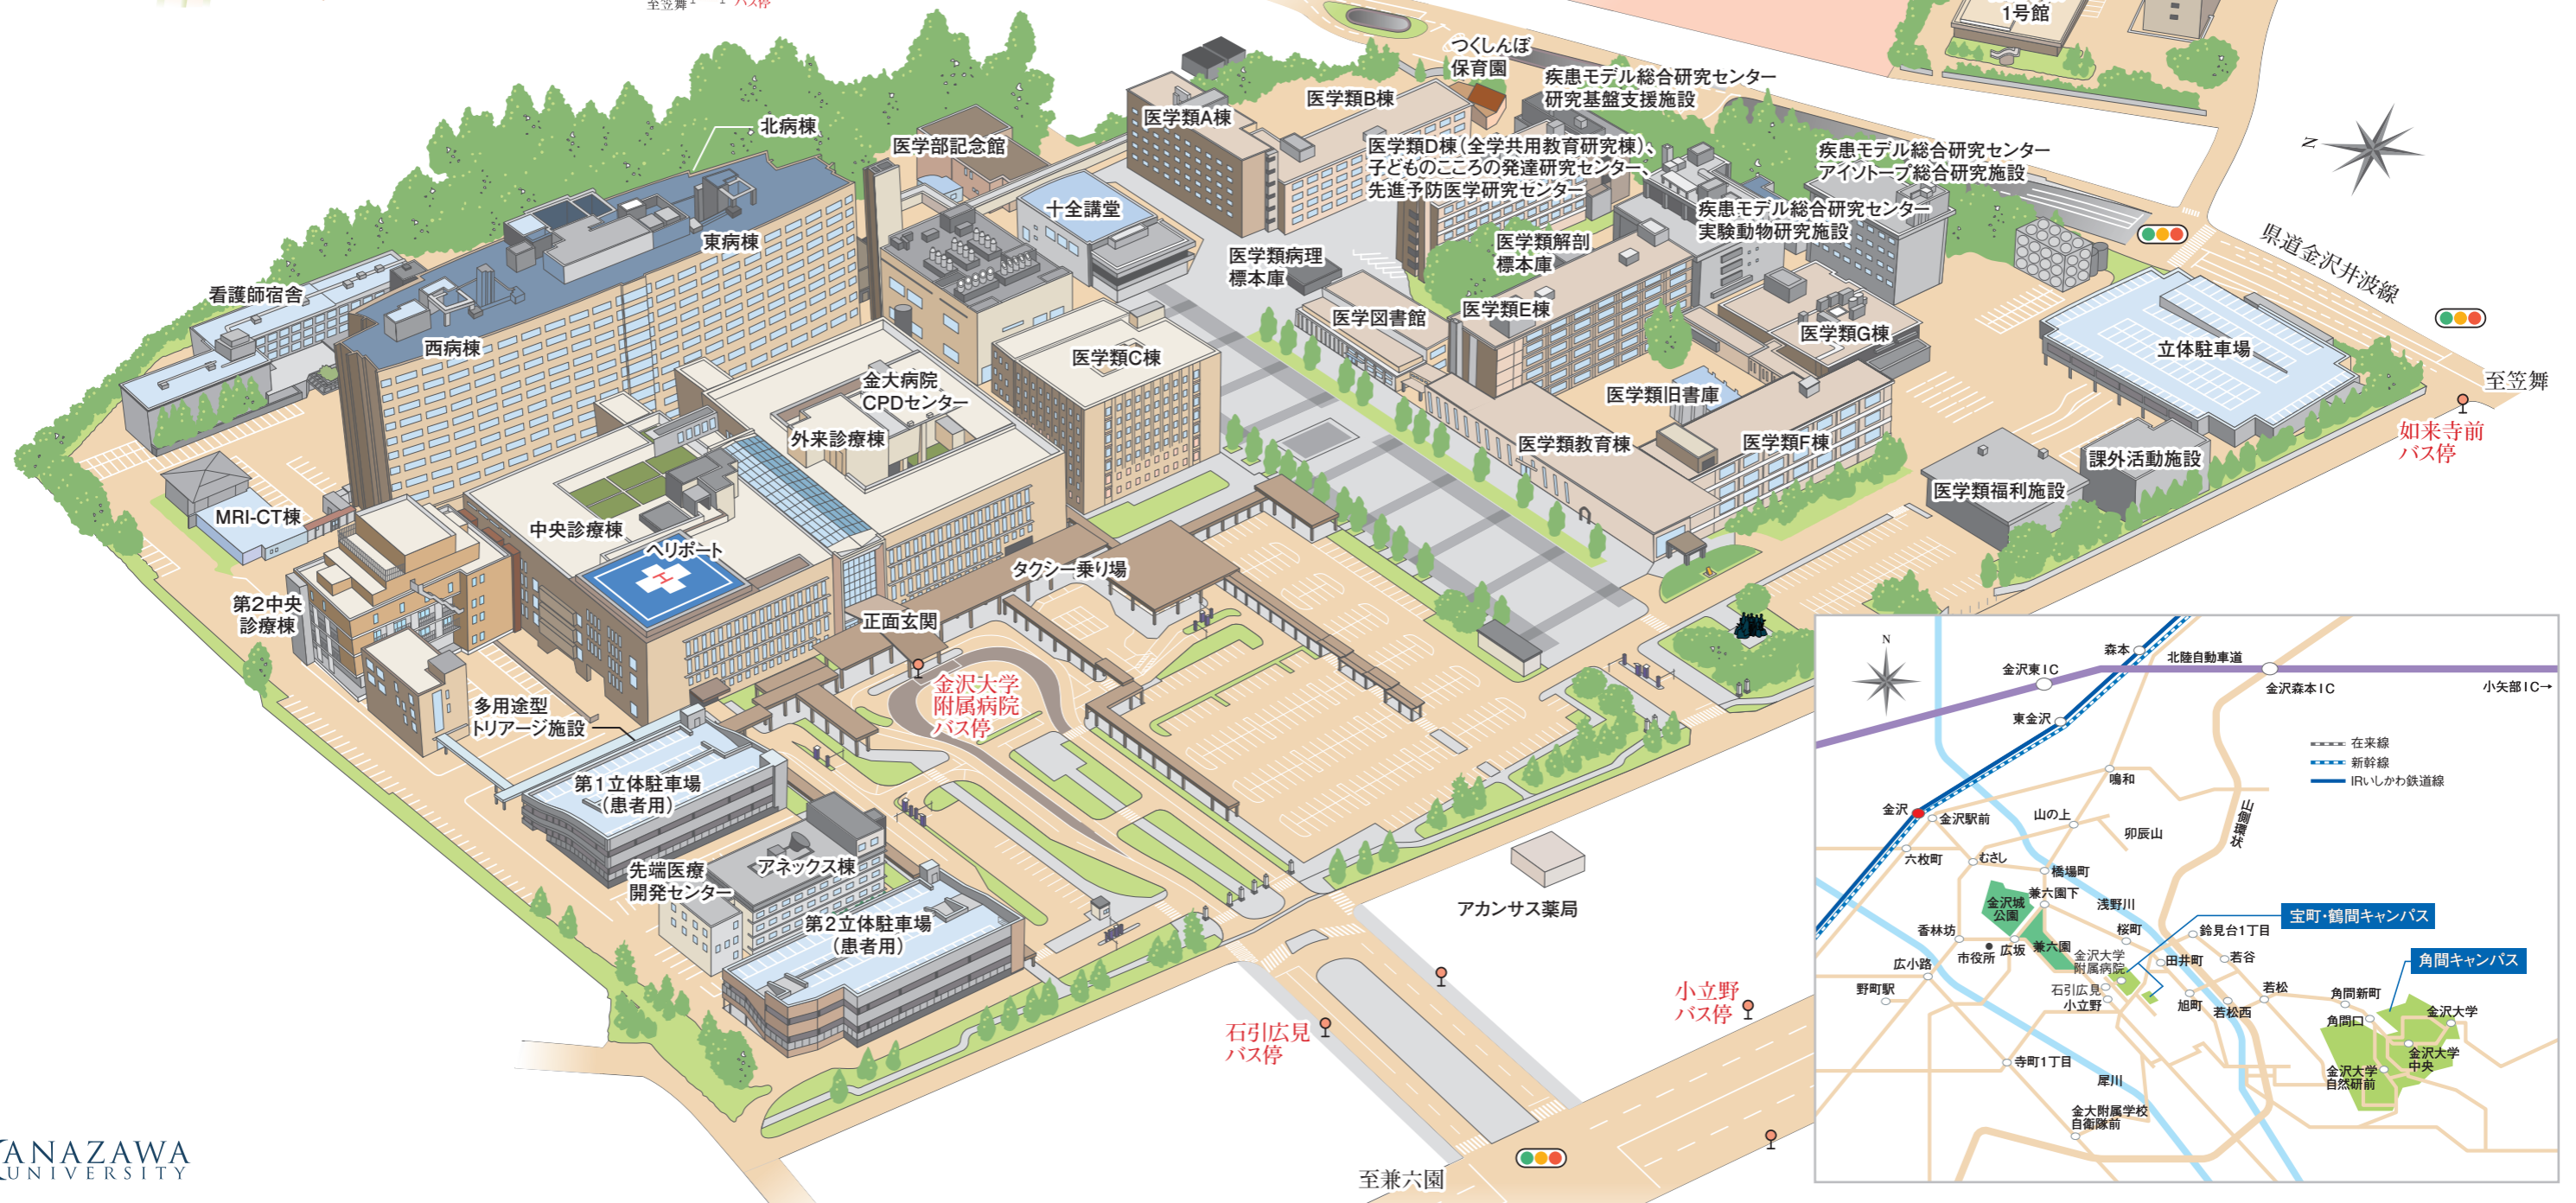 至笠舞
バス停
1号館
つくしんぼ
保育園
疾患モデル総合研究センター
研究基盤支援施設
医学類B棟
医学類A棟
北病棟
医学部記念館
医学類D棟(全学共用教育研究棟)、
子どものこころの発達研究センター、
先進予防医学研究センター
疾患モデル総合研究センター
アイソトープ総合研究施設
N
十全講堂
疾患モデル総合研究センター
実験動物研究施設
東病棟
医学類解剖
標本庫
医学類病理
標本庫
県道金沢井波線
看護師宿舎
医学類E棟
医学図書館
医学類G棟
西病棟
医学類C棟
立体駐車場
至笠舞
金大病院
CPDセンター
医学類旧書庫
如来寺前
バス停
外来診療棟
医学類教育棟
医学類F棟
課外活動施設
医学類福利施設
MRI-CT棟
中央診療棟
ヘリポート
H
タクシー乗り場
第2中央
診療棟
正面玄関
金沢大学
附属病院
バス停
多用途型
トリアージ施設
第1立体駐車場
(患者用)
先端医療
開発センター
アネックス棟
第2立体駐車場
(患者用)
アカンサス薬局
石引広見
バス停
小立野
バス停
至兼六園
KANAZAWA
UNIVERSITY
N
森本
北陸自動車道
金沢東IC
金沢森本IC
小矢部IC→
東金沢
在来線
新幹線
IRいしかわ鉄道線
鳴和
山側環状
金沢
金沢駅前
山の上
卯辰山
六枚町
むさし
橋場町
金沢城
公園
兼六園下
浅野川
宝町・鶴間キャンパス
香林坊
市役所
広坂
兼六園
桜町
鈴見台1丁目
金沢大学
附属病院
田井町
若谷
角間キャンパス
広小路
野町駅
石引広見
小立野
旭町
若松西
若松
角間新町
角間口
金沢大学
金沢大学
中央
金沢大学
自然研前
寺町1丁目
犀川
金大附属学校
自衛隊前